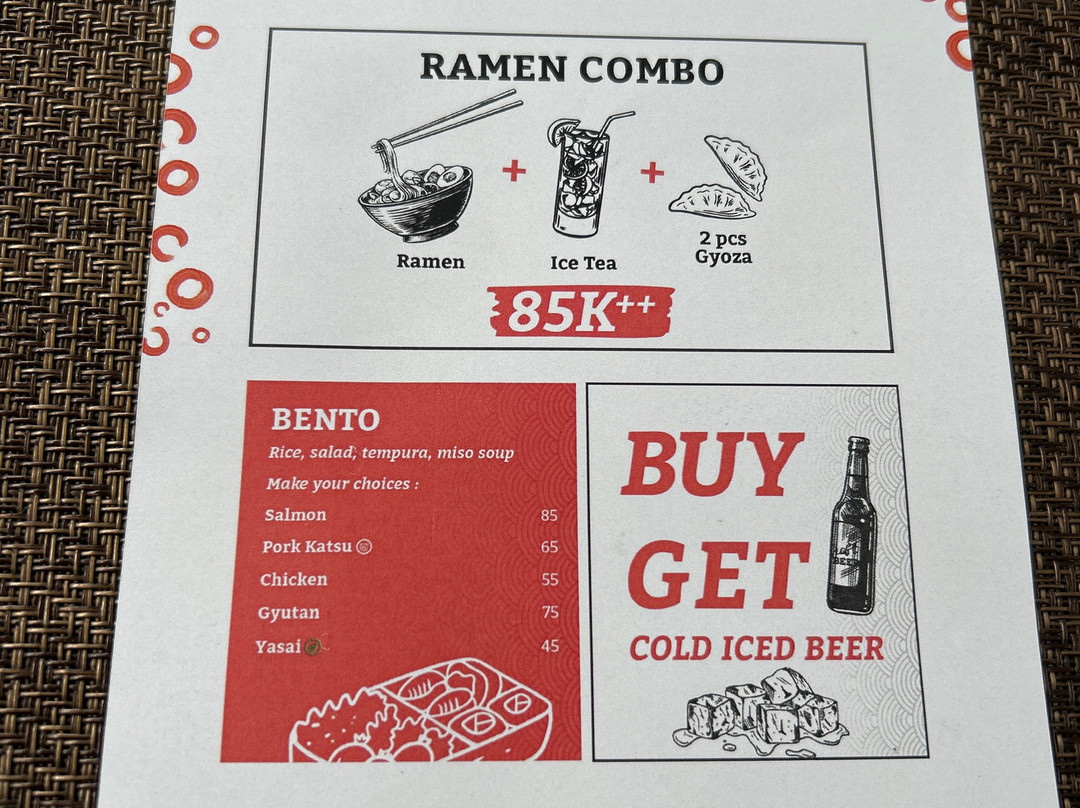 RAMEN COMBO
+ +
Ramen
Ice Tea
2 pcs
Gyoza
85K++
BENTO
Rice, salad, tempura, miso soup
Make your choices :
Salmon 85
Pork Katsu 65
Chicken 55
Gyutan 75
Yasai 45
BUY
GET
COLD ICED BEER
BEER